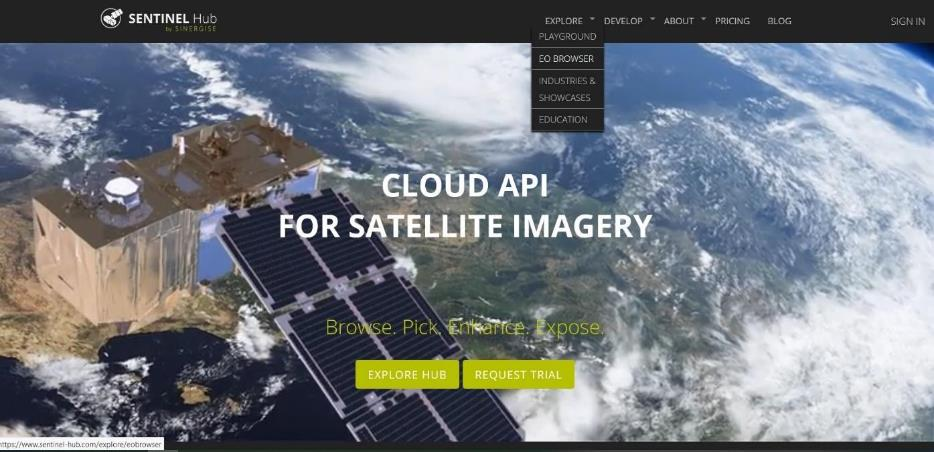 SENTINEL Hub
by SINERGISE
EXPLORE DEVELOP ABOUT PRICING BLOG SIGN IN
PLAYGROUND
EO BROWSER
INDUSTRIES &
SHOWCASES
EDUCATION
CLOUD API
FOR SATELLITE IMAGERY
Browse. Pick. Enhance. Expose.
EXPLORE HUB REQUEST TRIAL
https://www.sentinel-hub.com/explore/eobrowser